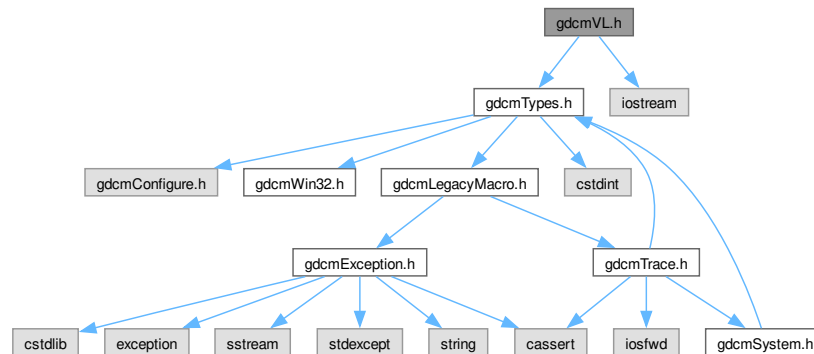 gdcmVL.h
gdcmTypes.h
iostream
gdcmConfigure.h
gdcmWin32.h
gdcmLegacyMacro.h
cstdint
gdcmException.h
gdcmTrace.h
cstdlib
exception
sstream
stdexcept
string
cassert
iosfwd
gdcmSystem.h